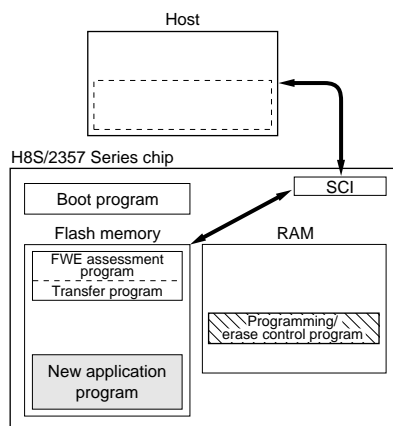 Host
H8S/2357 Series chip
SCI
Boot program
Flash memory
RAM
FWE assessment
program
Transfer program
Programming/
erase control program
New application
program